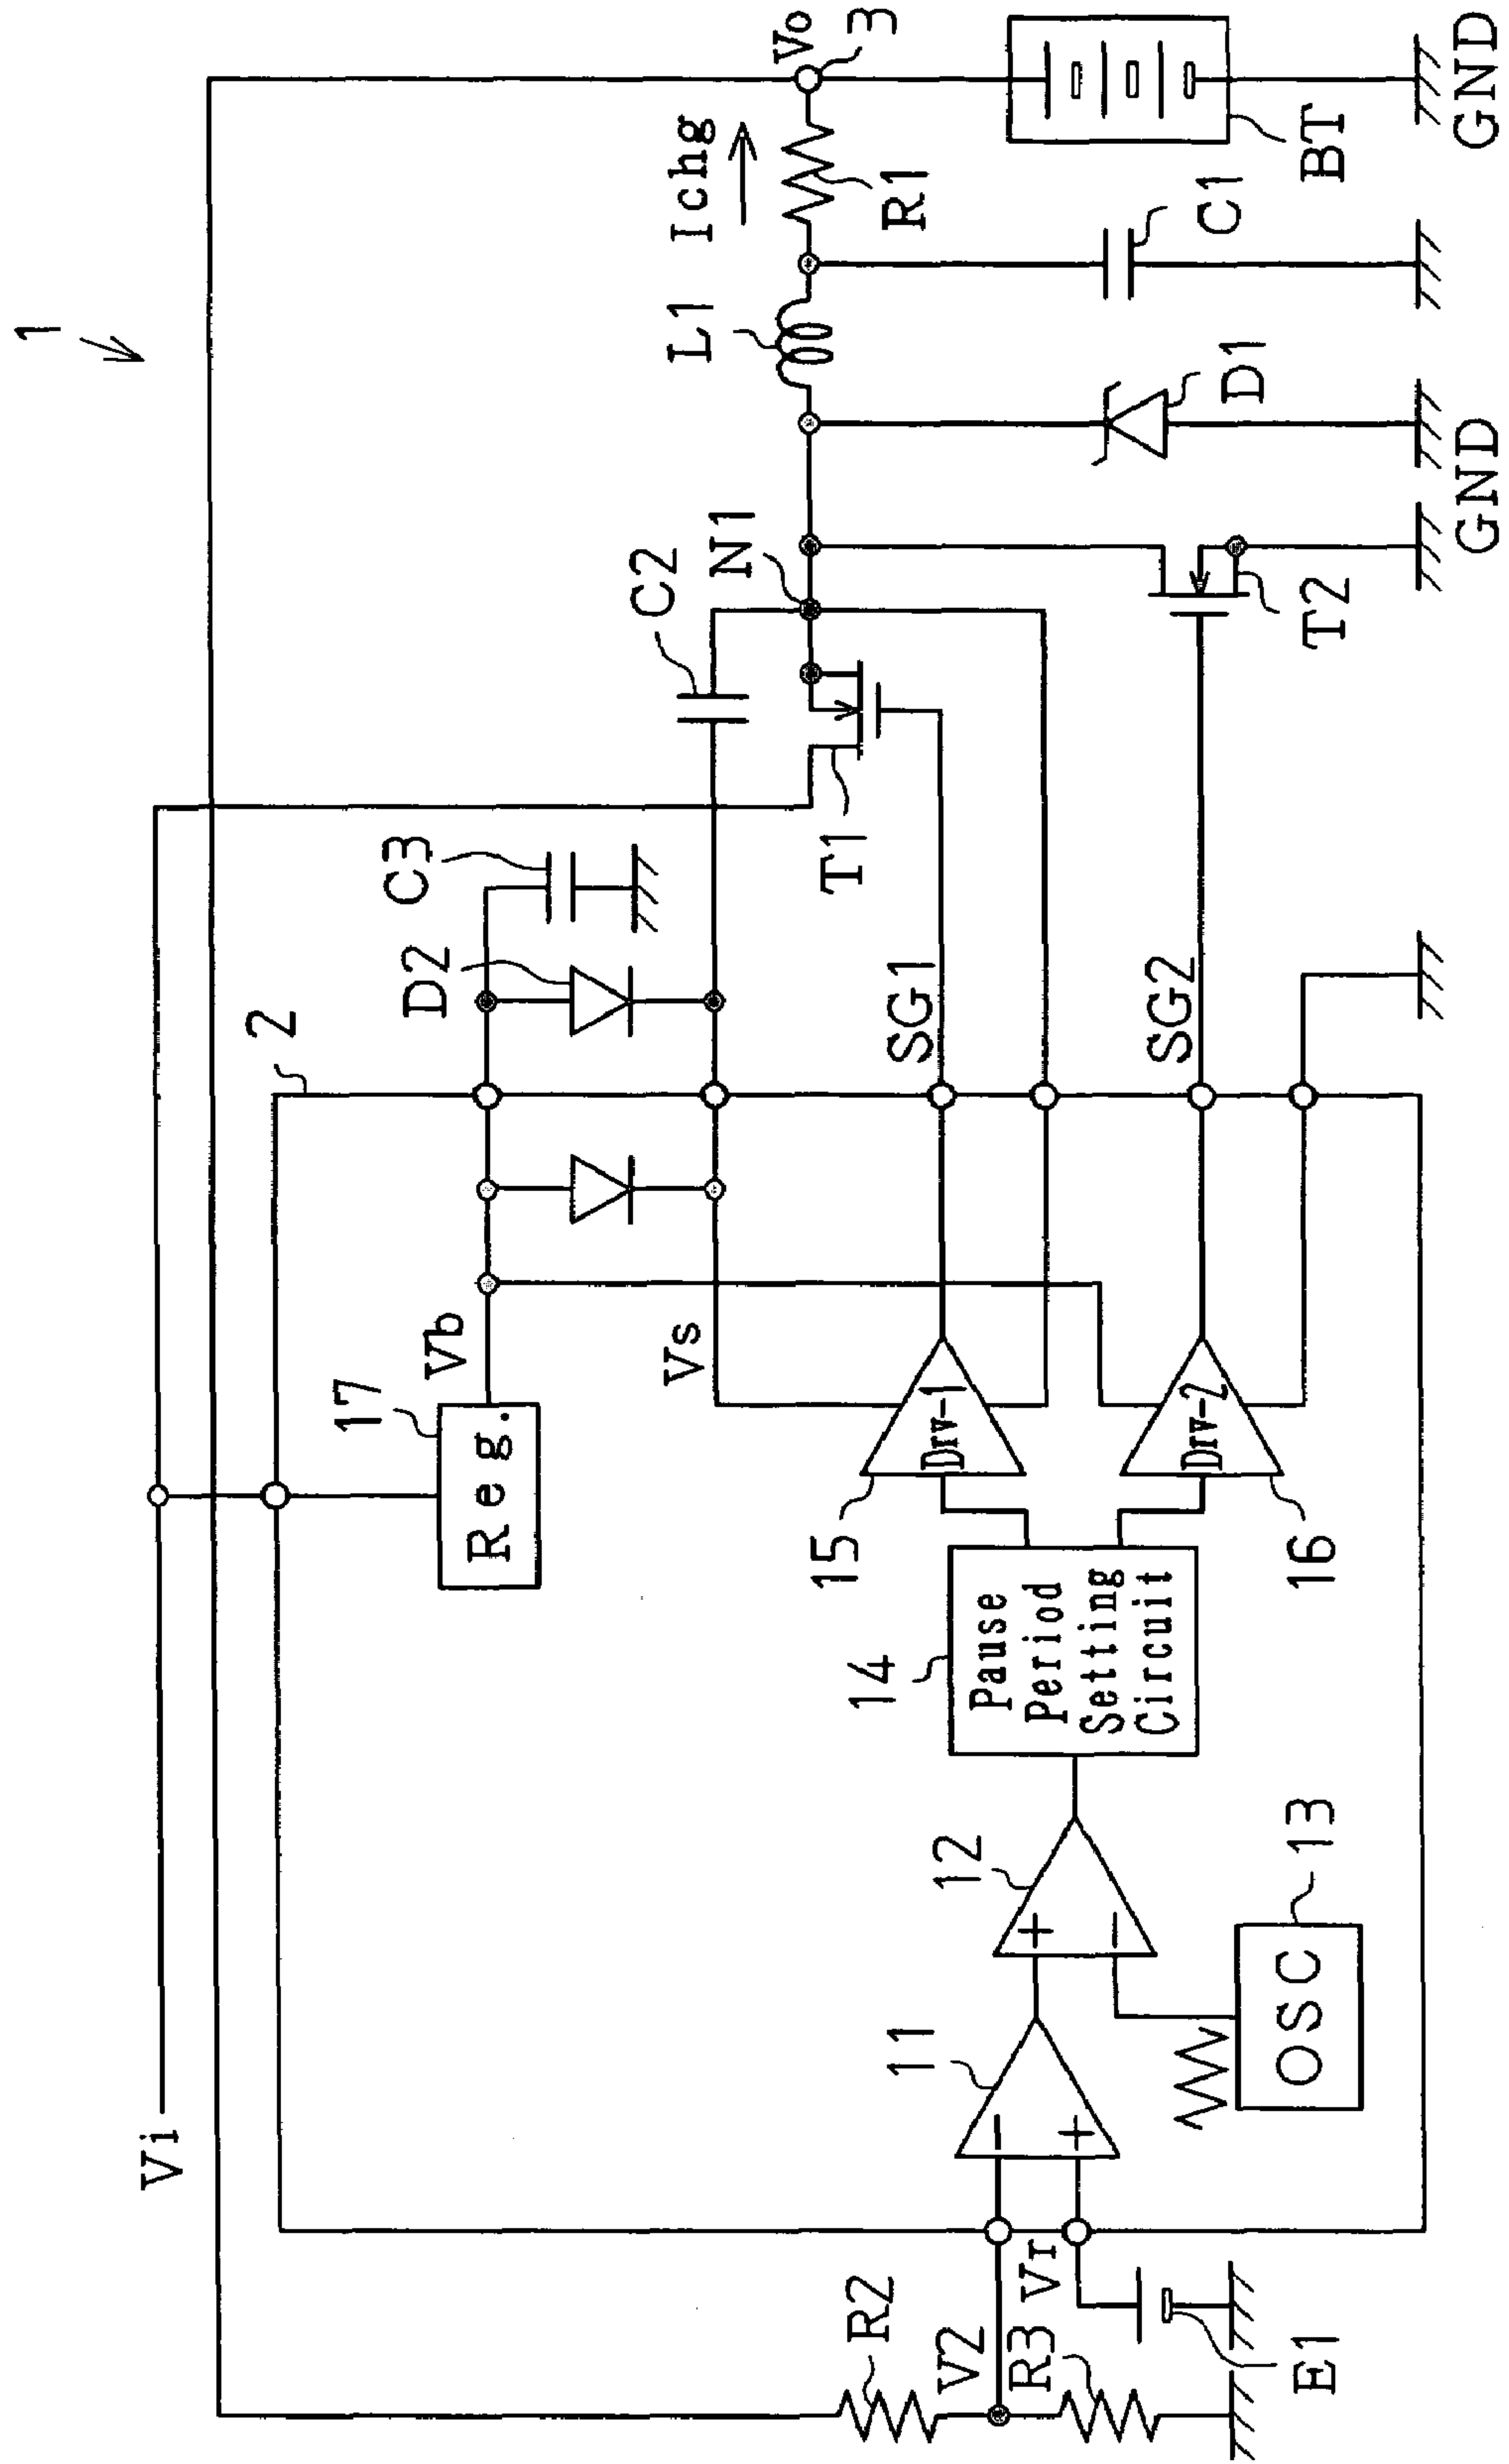 1
Vi
Vo
3
Ichg
R1
L1
C1
BT
GND
D1
GND
C2
N1
T1
T2
C3
D2
2
SG1
SG2
Vb
Vs
17
Reg.
15
Drv-1
16
Drv-2
14
Pause
Period
Setting
Circuit
12
+
−
13
OSC
11
−
+
Vr
V2
R2
R3
E1